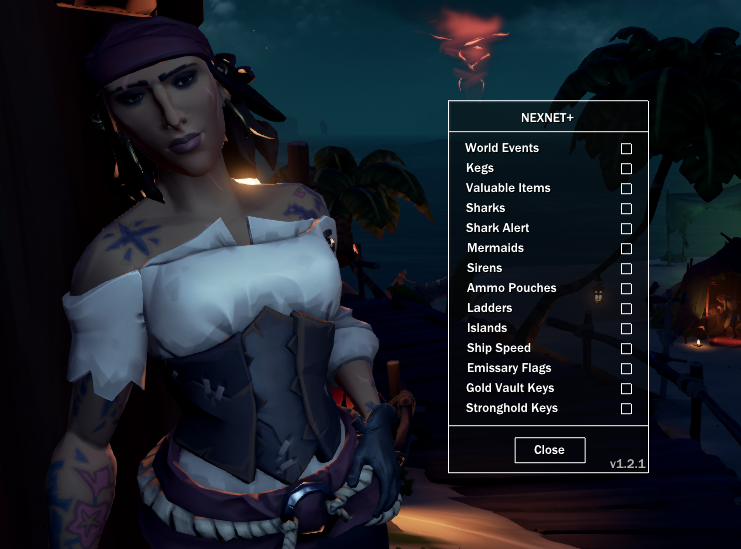 NEXNET+
World Events
Kegs
Valuable Items
Sharks
Shark Alert
Mermaids
Sirens
Ammo Pouches
Ladders
Islands
Ship Speed
Emissary Flags
Gold Vault Keys
Stronghold Keys
Close
v1.2.1